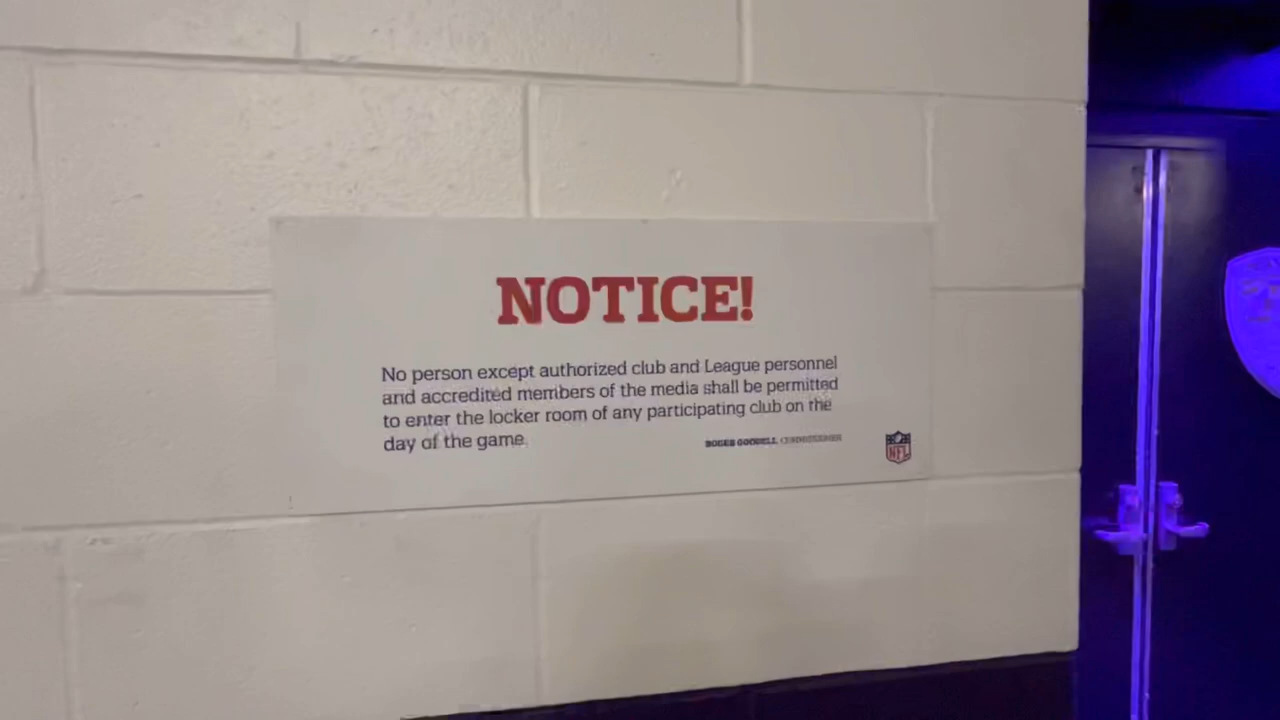 NOTICE!
No person except authorized club and League personnel
and accredited members of the media shall be permitted
to enter the locker room of any participating club on the
day of the game.
ROGER GOODELL, COMMISSIONER
NFL